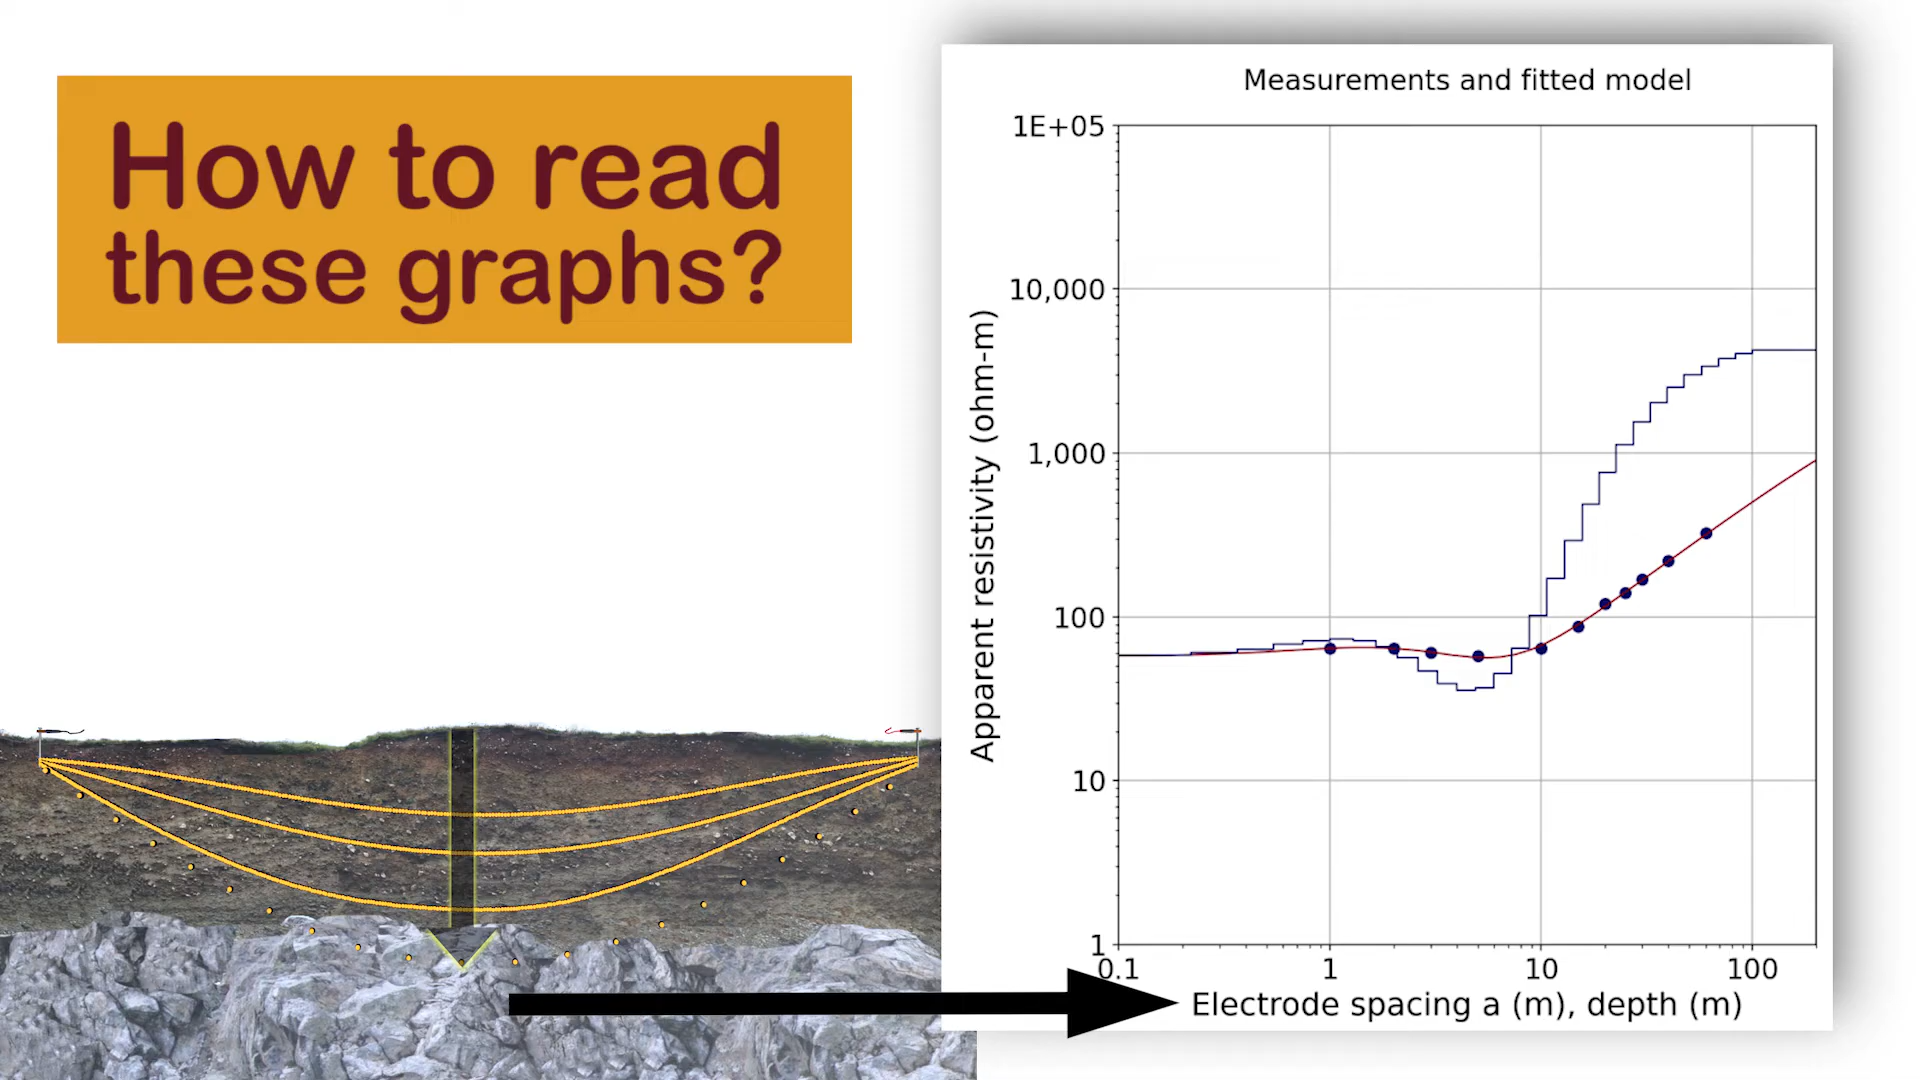 How to read
these graphs?
Measurements and fitted model
Apparent resistivity (ohm-m)
1E+05
10,000
1,000
100
10
1
0.1 1 10 100
Electrode spacing a (m), depth (m)